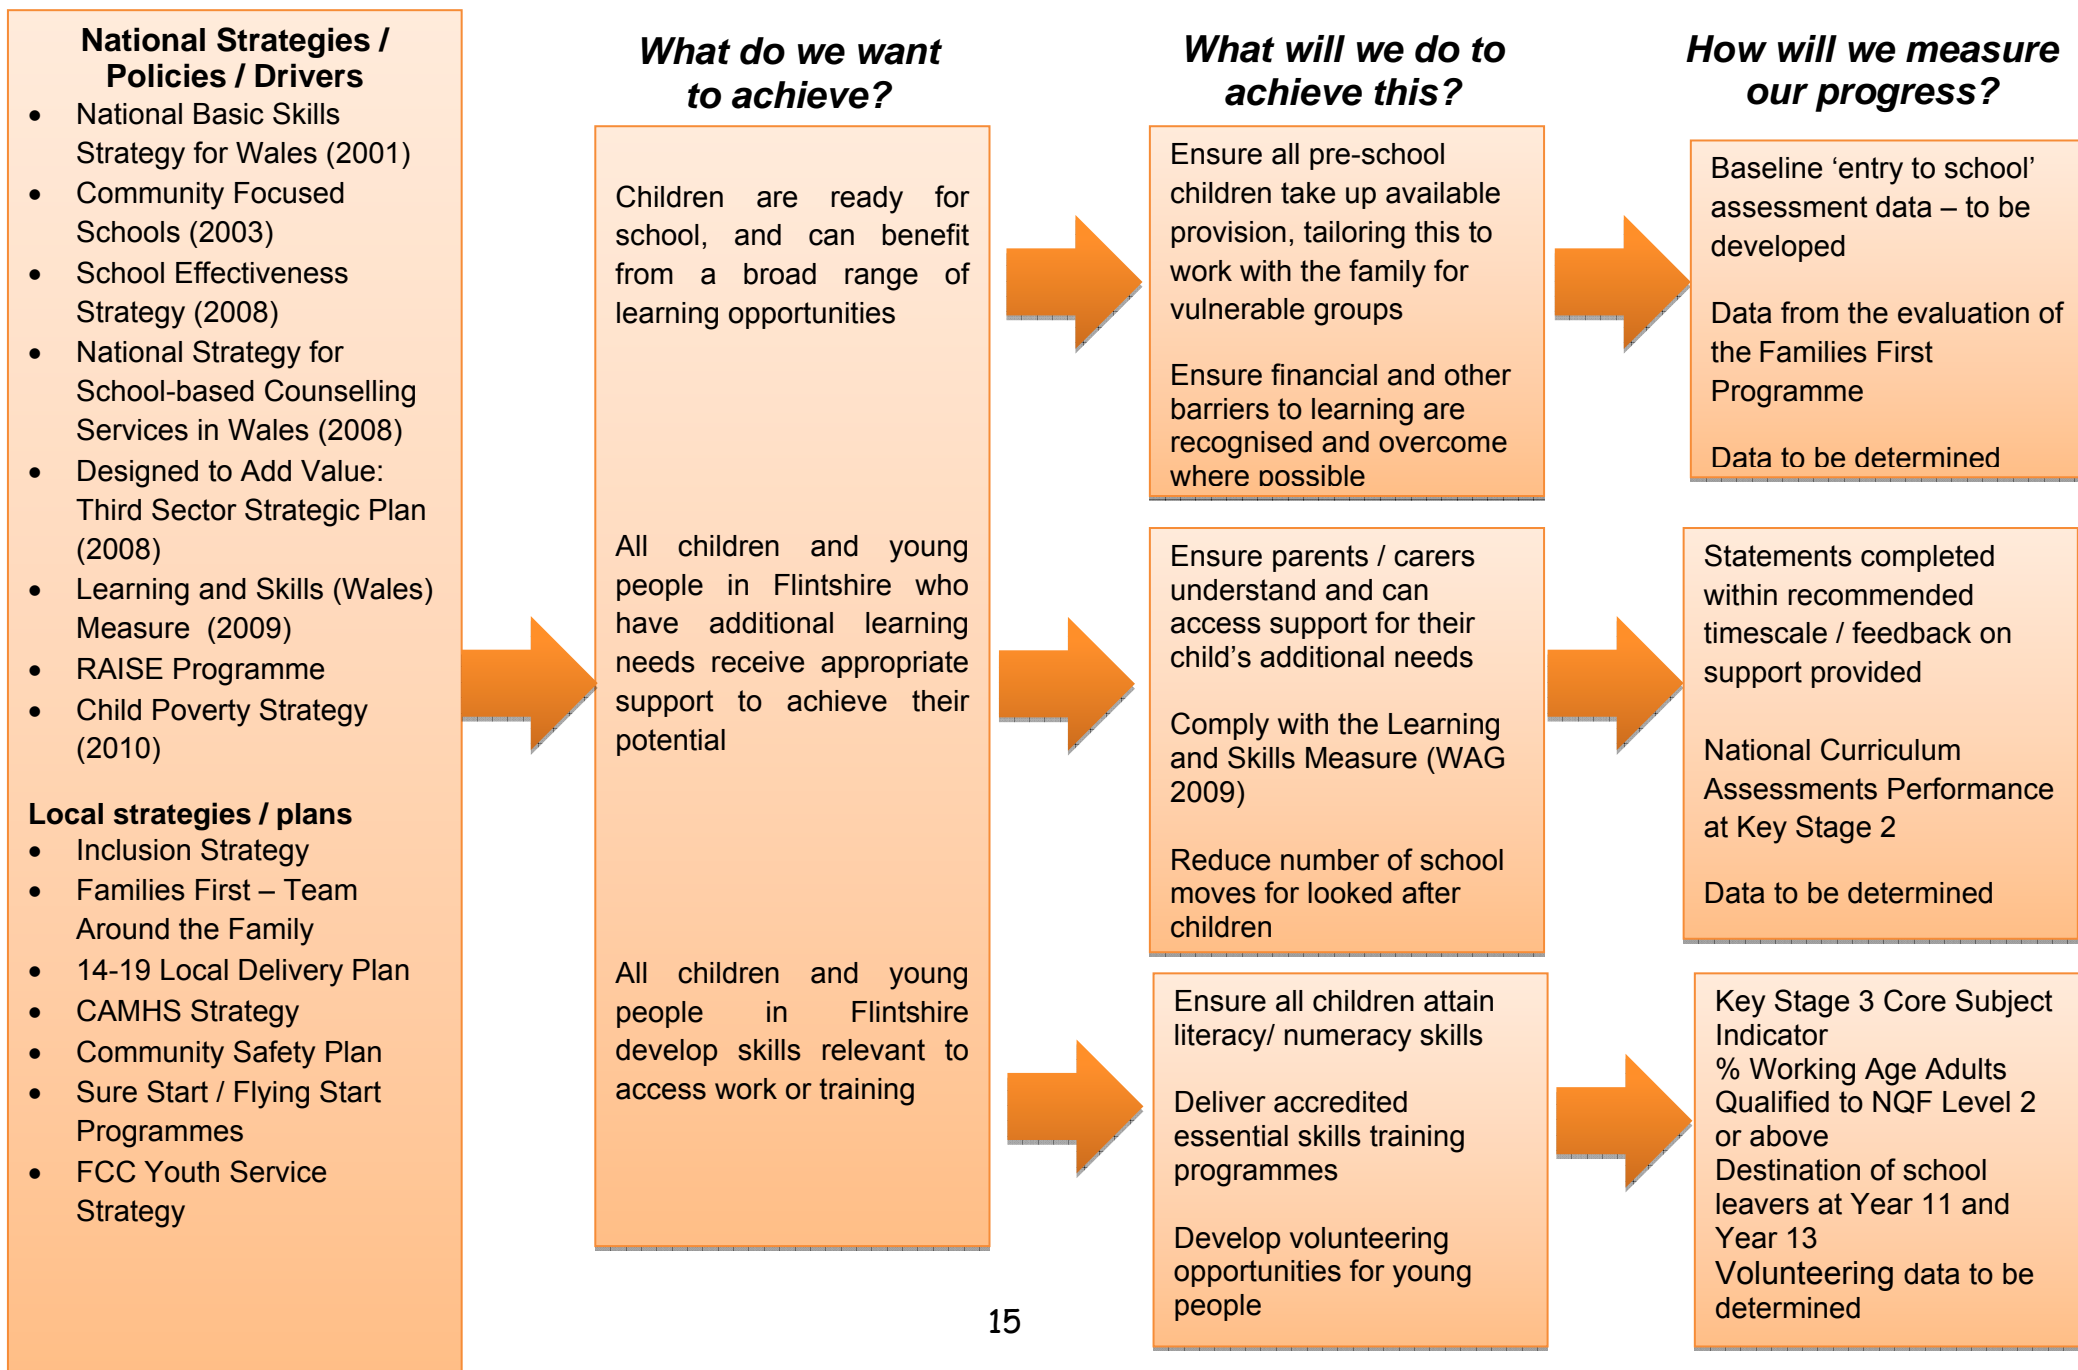 National Strategies /
Policies / Drivers
• National Basic Skills
Strategy for Wales (2001)
• Community Focused
Schools (2003)
• School Effectiveness
Strategy (2008)
• National Strategy for
School-based Counselling
Services in Wales (2008)
• Designed to Add Value:
Third Sector Strategic Plan
(2008)
• Learning and Skills (Wales)
Measure (2009)
• RAISE Programme
• Child Poverty Strategy
(2010)
Local strategies / plans
• Inclusion Strategy
• Families First – Team
Around the Family
• 14-19 Local Delivery Plan
• CAMHS Strategy
• Community Safety Plan
• Sure Start / Flying Start
Programmes
• FCC Youth Service
Strategy
What do we want
to achieve?
Children are ready for
school, and can benefit
from a broad range of
learning opportunities
All children and young
people in Flintshire who
have additional learning
needs receive appropriate
support to achieve their
potential
All children and young
people in Flintshire
develop skills relevant to
access work or training
What will we do to
achieve this?
Ensure all pre-school
children take up available
provision, tailoring this to
work with the family for
vulnerable groups
Ensure financial and other
barriers to learning are
recognised and overcome
where possible
Ensure parents / carers
understand and can
access support for their
child’s additional needs
Comply with the Learning
and Skills Measure (WAG
2009)
Reduce number of school
moves for looked after
children
Ensure all children attain
literacy/ numeracy skills
Deliver accredited
essential skills training
programmes
Develop volunteering
opportunities for young
people
How will we measure
our progress?
Baseline ‘entry to school’
assessment data – to be
developed
Data from the evaluation of
the Families First
Programme
Data to be determined
Statements completed
within recommended
timescale / feedback on
support provided
National Curriculum
Assessments Performance
at Key Stage 2
Data to be determined
Key Stage 3 Core Subject
Indicator
% Working Age Adults
Qualified to NQF Level 2
or above
Destination of school
leavers at Year 11 and
Year 13
Volunteering data to be
determined
15